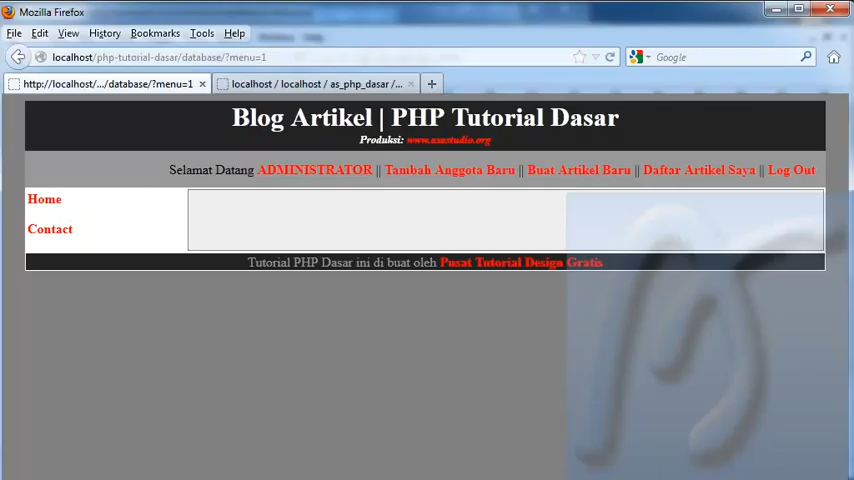 Mozilla Firefox
File Edit View History Bookmarks Tools Help
localhost/php-tutorial-dasar/database/?menu=1
Google
http://localhost/.../database/?menu=1
localhost / localhost / as_php_dasar /...
Blog Artikel | PHP Tutorial Dasar
Produksi: www.asastudio.org
Selamat Datang ADMINISTRATOR || Tambah Anggota Baru || Buat Artikel Baru || Daftar Artikel Saya || Log Out
Home
Contact
Tutorial PHP Dasar ini di buat oleh Pusat Tutorial Design Gratis